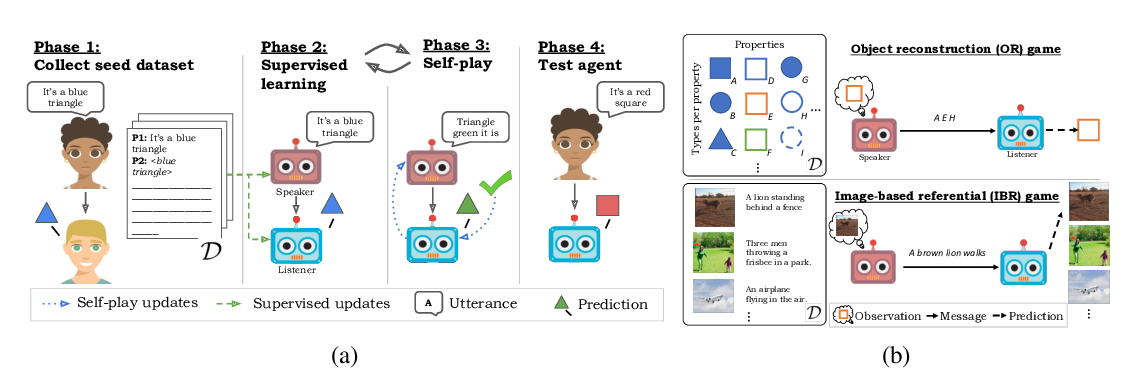 Phase 1:
Collect seed dataset
It's a blue
triangle
P1: It's a blue
triangle
P2: <blue
triangle>
D
Phase 2:
Supervised
learning
It's a blue
triangle
Speaker
Listener
Phase 3:
Self-play
Triangle
green it is
Phase 4:
Test agent
It's a red
square
Self-play updates
Supervised updates
A
Utterance
Prediction
(a)
Properties
Types per property
A
D
G
B
E
H
...
C
F
I
D
Object reconstruction (OR) game
A E H
Speaker
Listener
A lion standing
behind a fence
Three men
throwing a
frisbee in a park.
An airplane
flying in the air.
D
Image-based referential (IBR) game
A brown lion walks
Observation
Message
Prediction
(b)